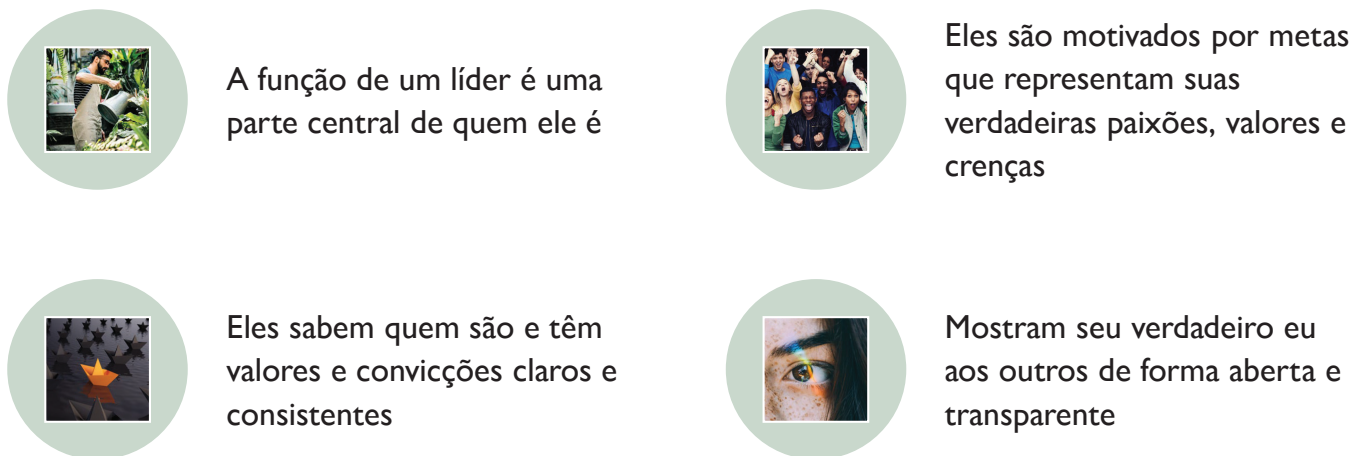 A função de um líder é uma
parte central de quem ele é
Eles são motivados por metas
que representam suas
verdadeiras paixões, valores e
crenças
Eles sabem quem são e têm
valores e convicções claros e
consistentes
Mostram seu verdadeiro eu
aos outros de forma aberta e
transparente